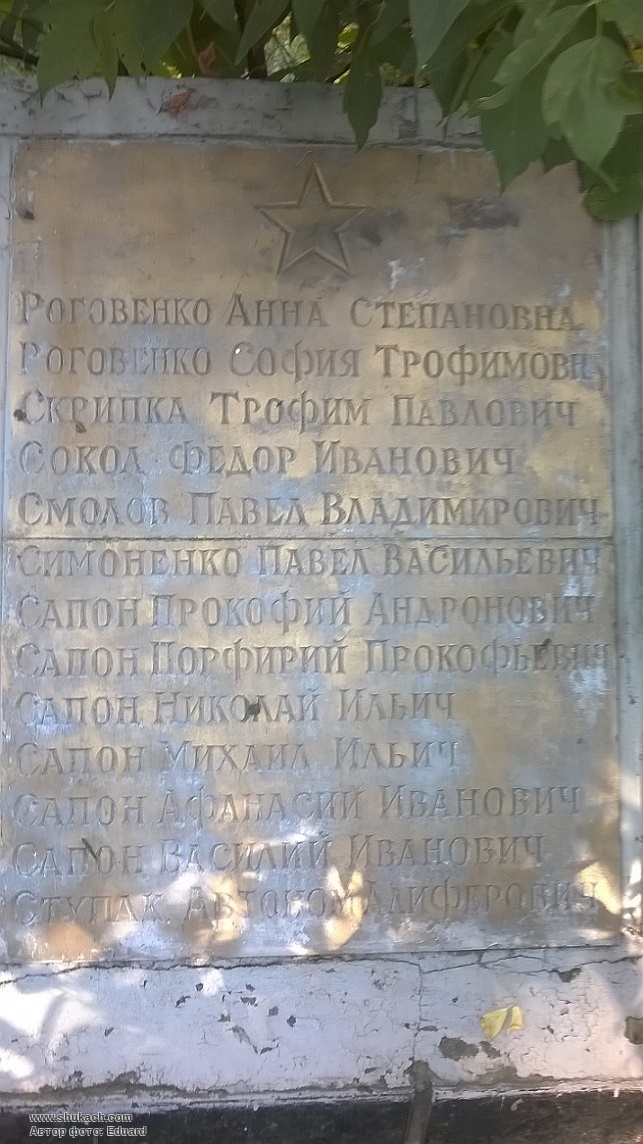 Роговенко Анна Степановна
Роговенко София Трофимовна
Скрипка Трофим Павлович
Сокол Федор Иванович
Смолов Павел Владимирович
Симоненко Павел Васильевич
Сапон Прокофий Андронович
Сапон Порфирий Прокофьевич
Сапон Николай Ильич
Сапон Михаил Ильич
Сапон Афанасий Иванович
Сапон Василий Иванович
Ступак Автоном Алиферович
www.shukach.com
Автор фото: Eduard